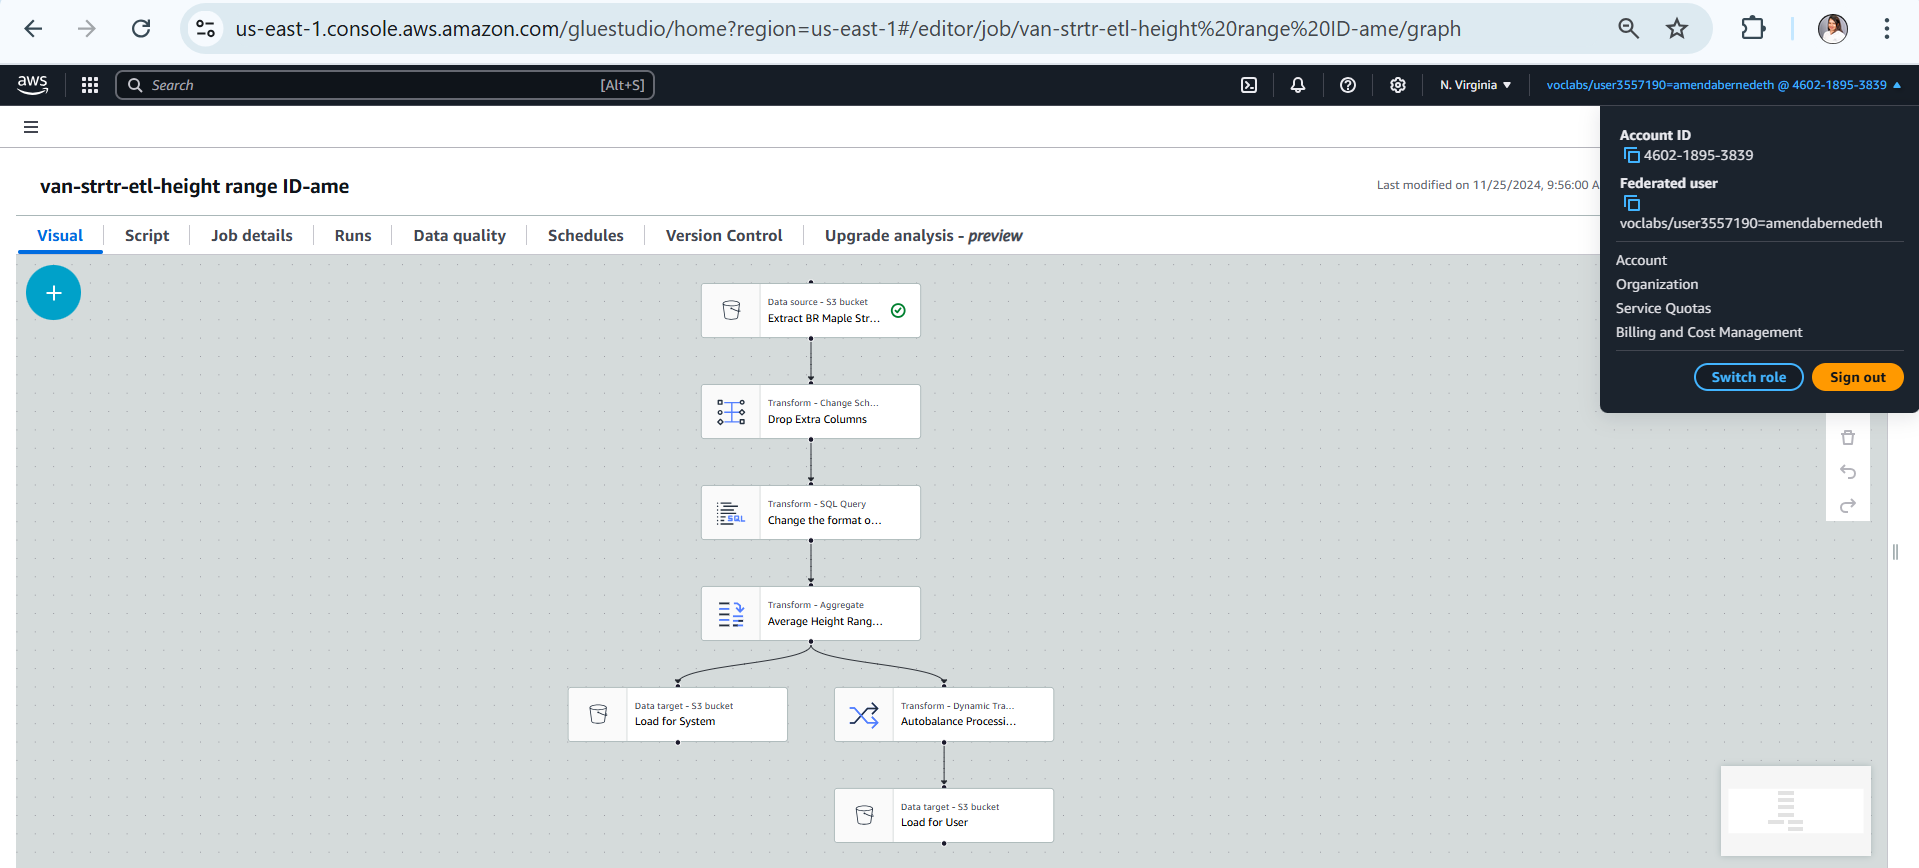 us-east-1.console.aws.amazon.com/gluestudio/home?region=us-east-1#/editor/job/van-strtr-etl-height%20range%20ID-ame/graph
aws
Search
[Alt+S]
N. Virginia
voclabs/user3557190=amendabernedeth @ 4602-1895-3839
Account ID
4602-1895-3839
Federated user
voclabs/user3557190=amendabernedeth
Account
Organization
Service Quotas
Billing and Cost Management
Switch role
Sign out
van-strtr-etl-height range ID-ame
Last modified on 11/25/2024, 9:56:00 A
Visual
Script
Job details
Runs
Data quality
Schedules
Version Control
Upgrade analysis - preview
Data source - S3 bucket
Extract BR Maple Str...
Transform - Change Sch...
Drop Extra Columns
Transform - SQL Query
SQL
Change the format o...
Transform - Aggregate
Average Height Rang...
Data target - S3 bucket
Load for System
Transform - Dynamic Tra...
Autobalance Processi...
Data target - S3 bucket
Load for User